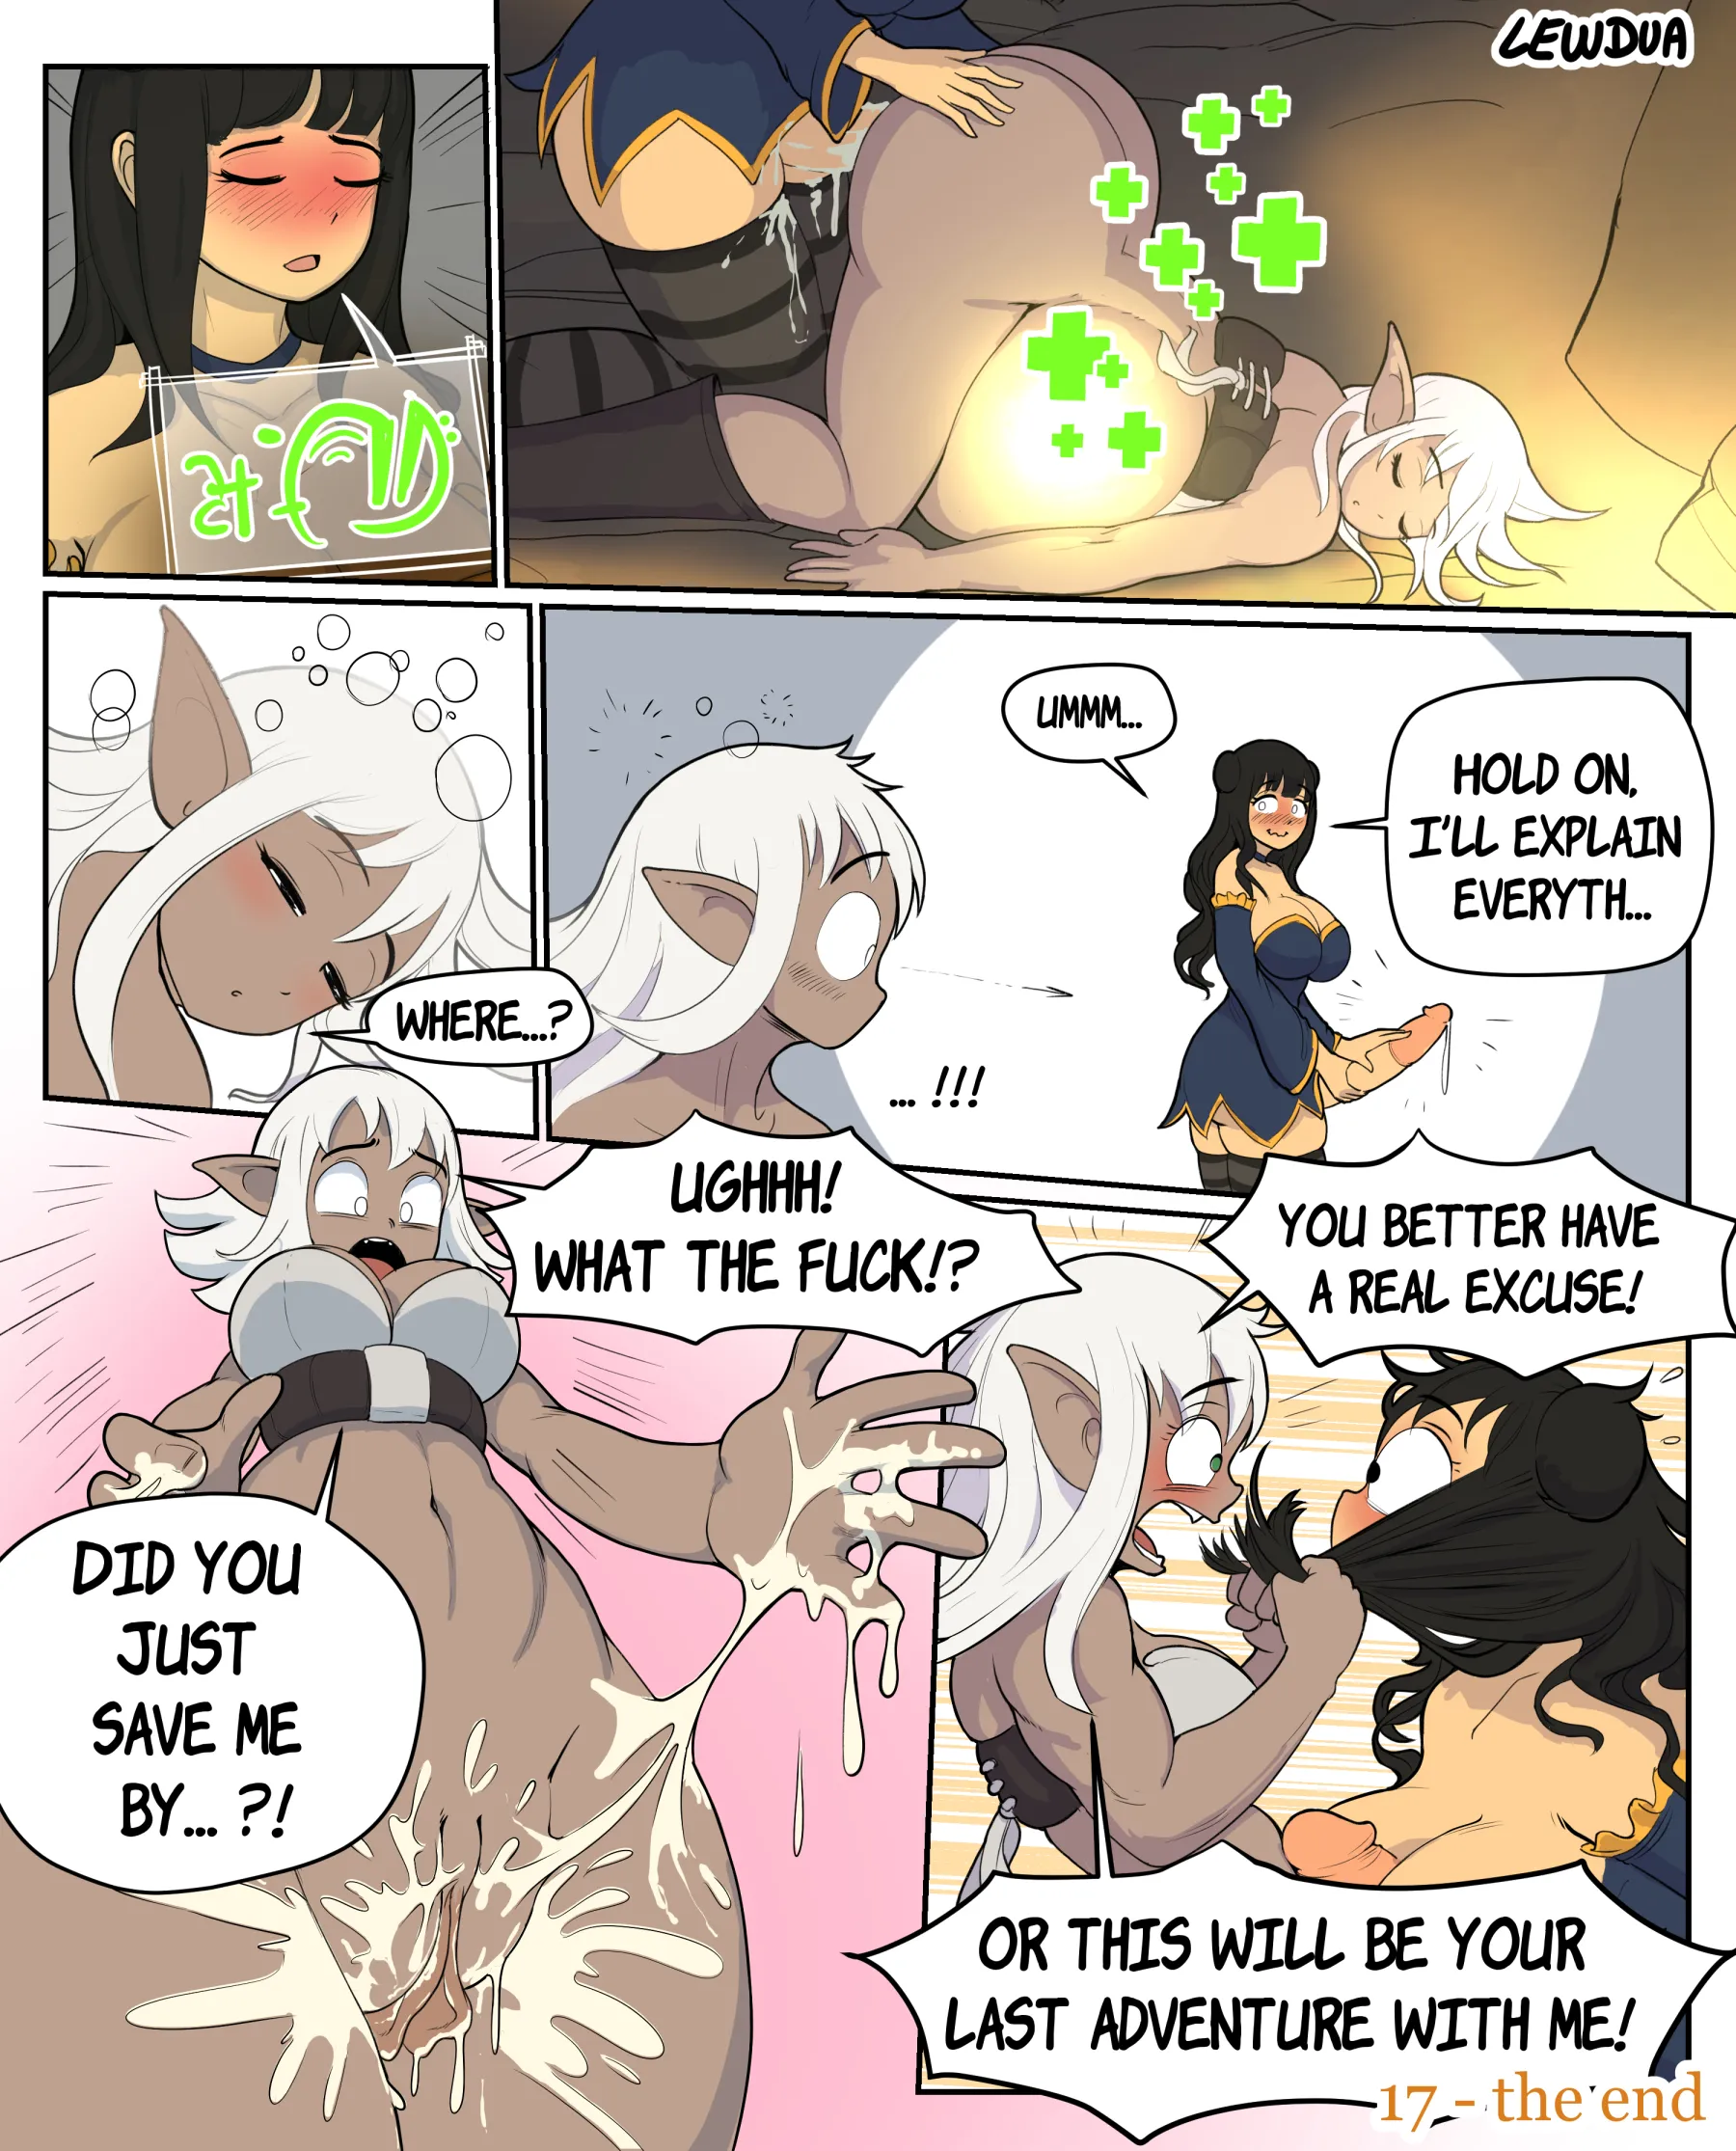 LEWDUA
UMMM...
HOLD ON,
I'LL EXPLAIN
EVERYTH...
WHERE...?
... !!!
UGHHH!
WHAT THE FUCK!?
YOU BETTER HAVE
A REAL EXCUSE!
DID YOU
JUST
SAVE ME
BY... ?!
OR THIS WILL BE YOUR
LAST ADVENTURE WITH ME!
17 - the end